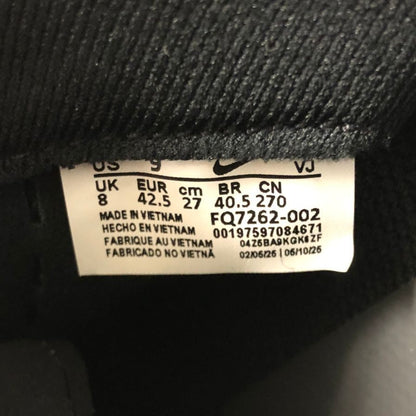 US 9 VJ
UK EUR cm BR CN
8 42.5 27 40.5 270
MADE IN VIETNAM FQ7262-002
HECHO EN VIETNAM 00197597084671
FABRIQUE AU VIETNAM
FABRICADO NO VIETNÃ 02/05/25 | 05/10/25